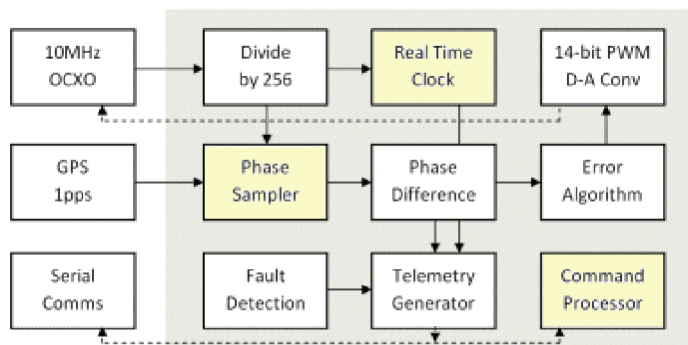 10MHz
OCXO
Divide
by 256
Real Time
Clock
14-bit PWM
D-A Conv
GPS
1pps
Phase
Sampler
Phase
Difference
Error
Algorithm
Serial
Comms
Fault
Detection
Telemetry
Generator
Command
Processor